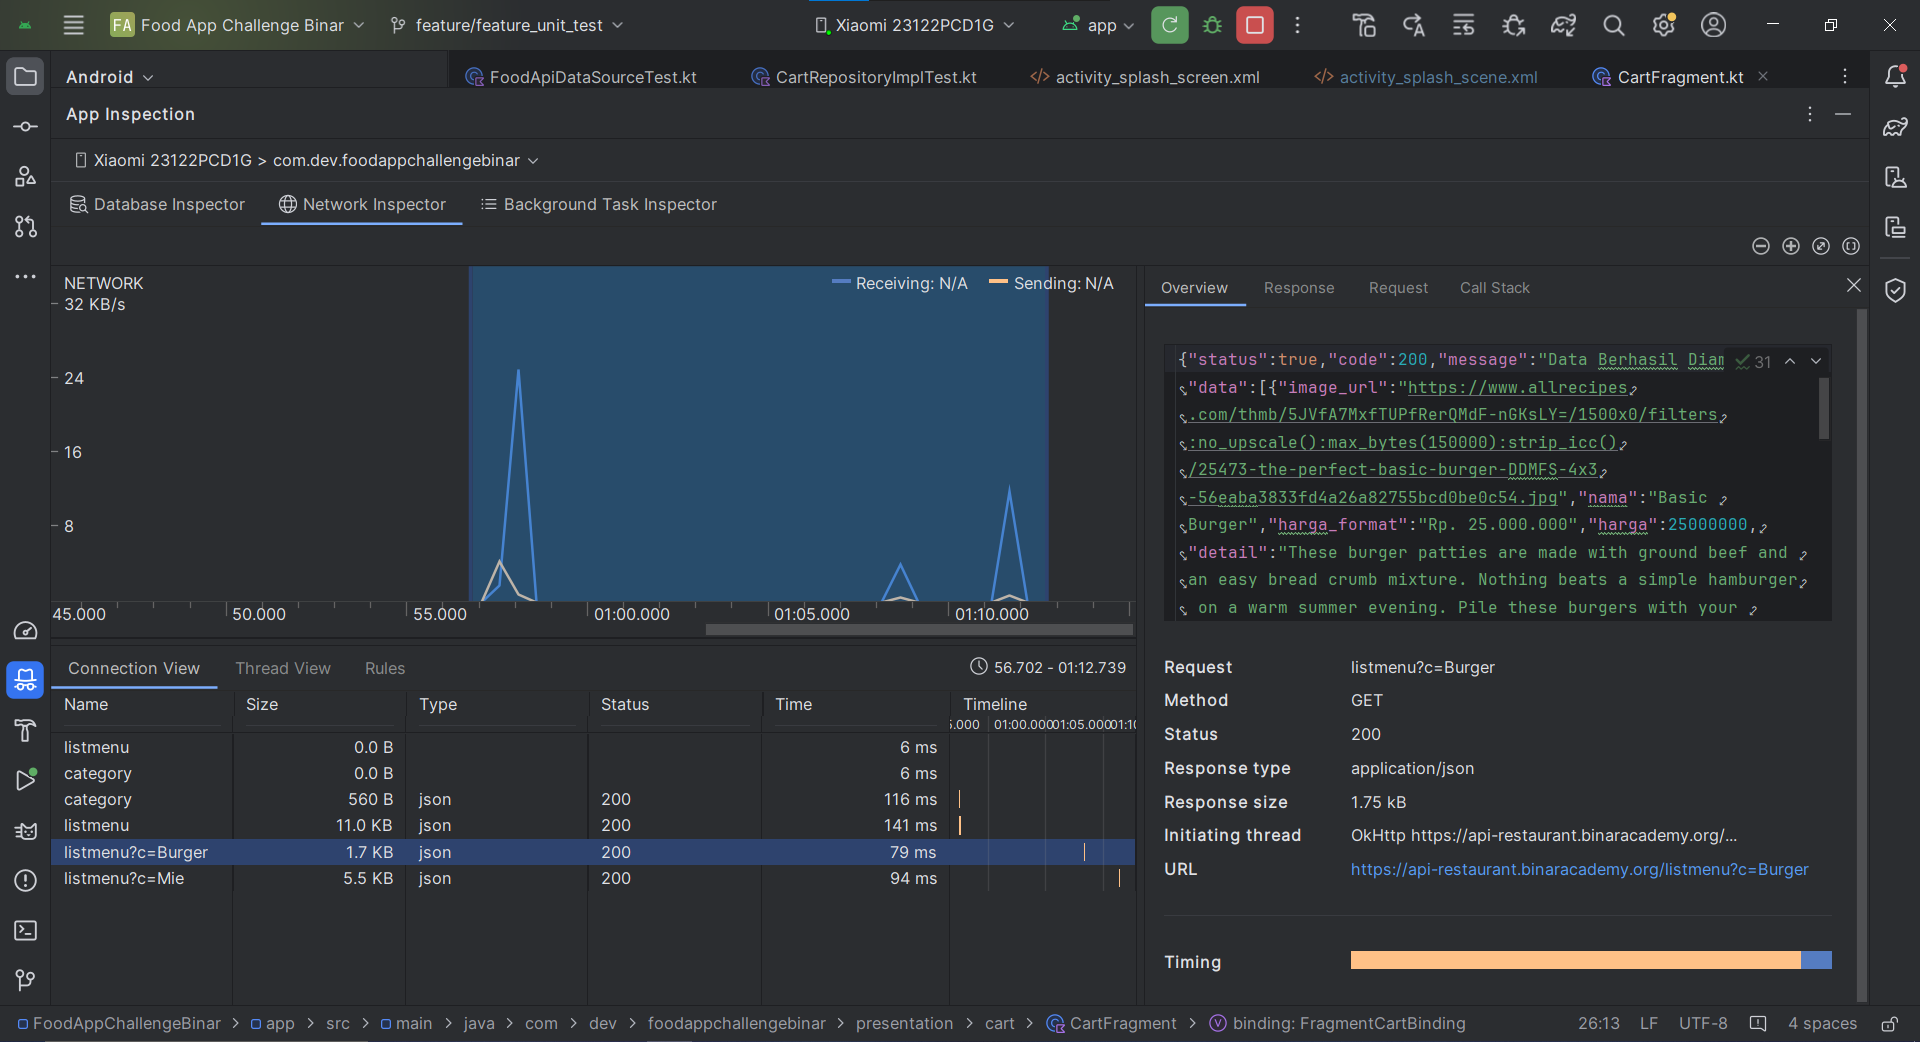 FA Food App Challenge Binar
feature/feature_unit_test
Xiaomi 23122PCD1G
app
Android
FoodApiDataSourceTest.kt
CartRepositoryImplTest.kt
activity_splash_screen.xml
activity_splash_scene.xml
CartFragment.kt
App Inspection
Xiaomi 23122PCD1G > com.dev.foodappchallengebinar
Database Inspector
Network Inspector
Background Task Inspector
NETWORK
32 KB/s
24
16
8
Receiving: N/A
Sending: N/A
45.000 50.000 55.000 01:00.000 01:05.000 01:10.000
Connection View Thread View Rules
56.702 - 01:12.739
Name Size Type Status Time Timeline
5.000 01:00.000 01:05.000 01:10
listmenu 0.0 B 6 ms
category 0.0 B 6 ms
category 560 B json 200 116 ms
listmenu 11.0 KB json 200 141 ms
listmenu?c=Burger 1.7 KB json 200 79 ms
listmenu?c=Mie 5.5 KB json 200 94 ms
Overview Response Request Call Stack
{"status":true,"code":200,"message":"Data Berhasil Diam
31
"data":[{"image_url":"https://www.allrecipes
.com/thmb/5JVfA7MxfTUPfRerQMdF-nGKsLY=/1500x0/filters
:no_upscale():max_bytes(150000):strip_icc()
/25473-the-perfect-basic-burger-DDMFS-4x3
-56eaba3833fd4a26a82755bcd0be0c54.jpg","nama":"Basic
Burger","harga_format":"Rp. 25.000.000","harga":25000000,
"detail":"These burger patties are made with ground beef and
an easy bread crumb mixture. Nothing beats a simple hamburger
on a warm summer evening. Pile these burgers with your
Request listmenu?c=Burger
Method GET
Status 200
Response type application/json
Response size 1.75 kB
Initiating thread OkHttp https://api-restaurant.binaracademy.org/...
URL https://api-restaurant.binaracademy.org/listmenu?c=Burger
Timing
FoodAppChallengeBinar > app > src > main > java > com > dev > foodappchallengebinar > presentation > cart > CartFragment > binding: FragmentCartBinding
26:13 LF UTF-8 4 spaces